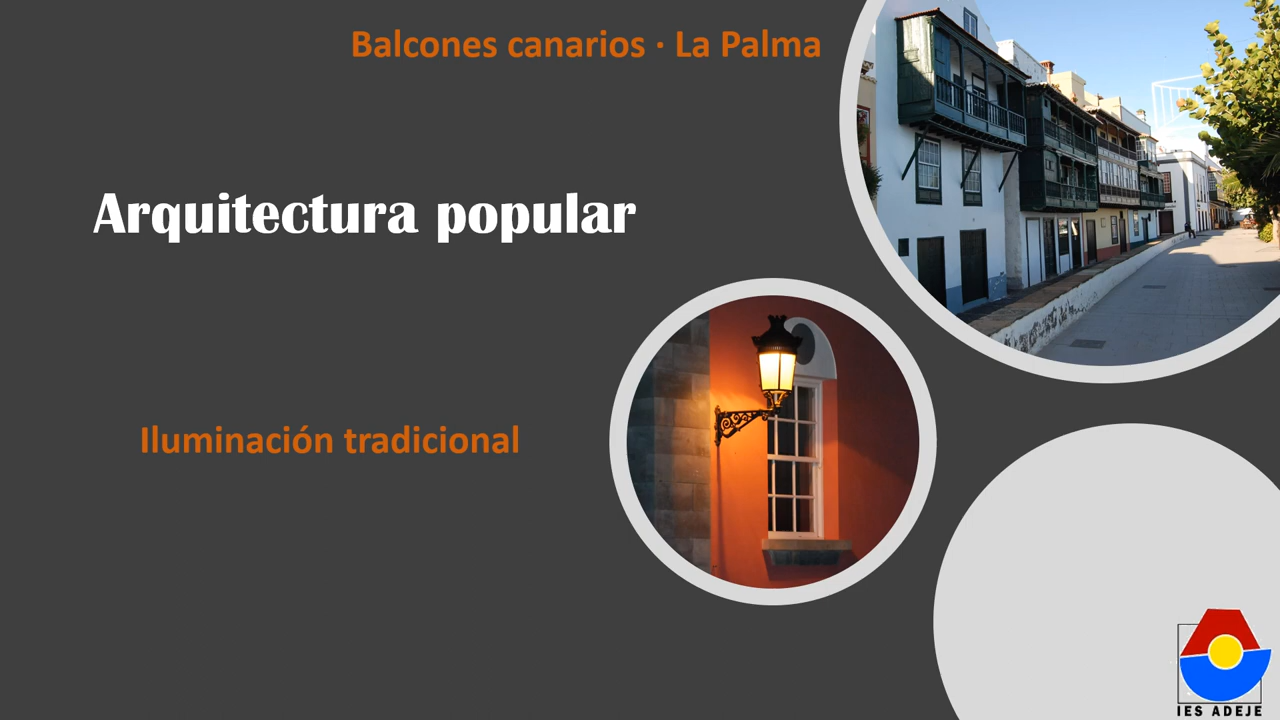 Balcones canarios · La Palma
Arquitectura popular
Iluminación tradicional
IES ADEJE